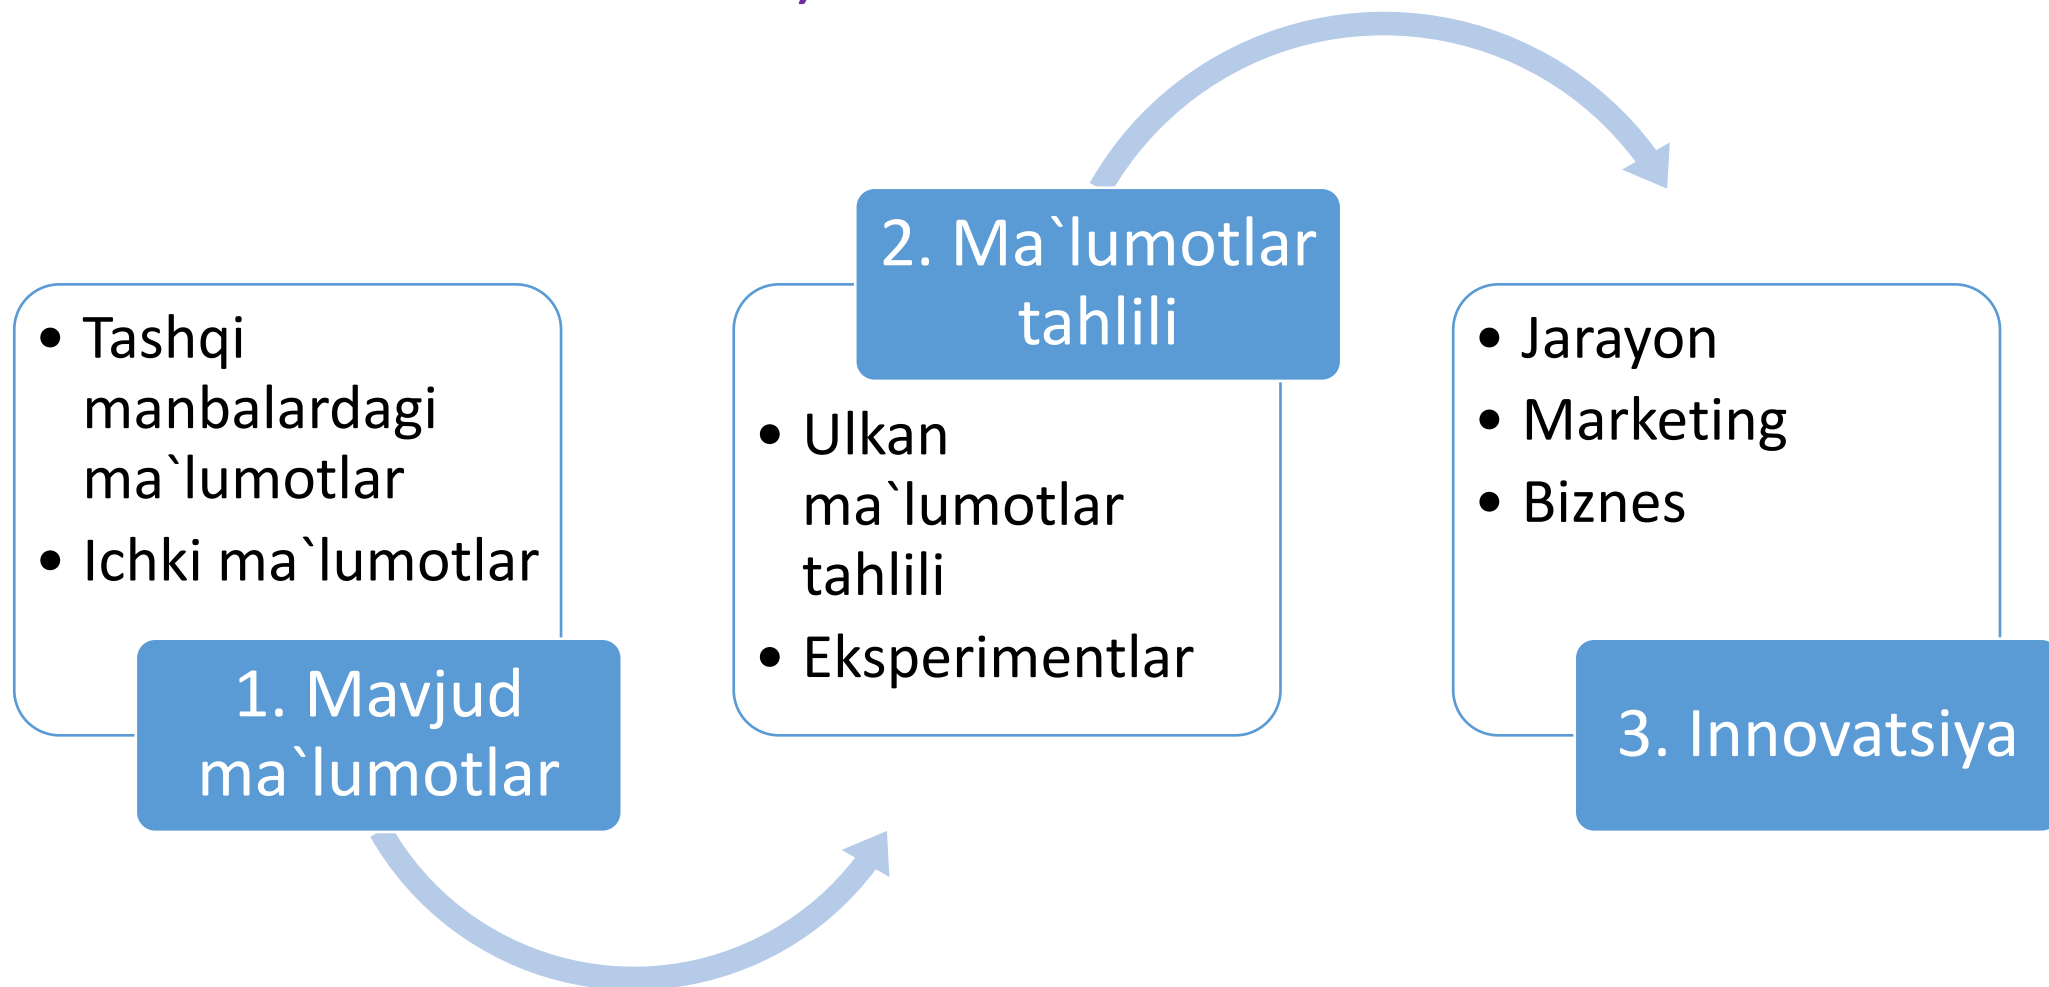 • Tashqi
manbalardagi
ma`lumotlar
• Ichki ma`lumotlar
1. Mavjud
ma`lumotlar
2. Ma`lumotlar
tahlili
• Ulkan
ma`lumotlar
tahlili
• Eksperimentlar
• Jarayon
• Marketing
• Biznes
3. Innovatsiya